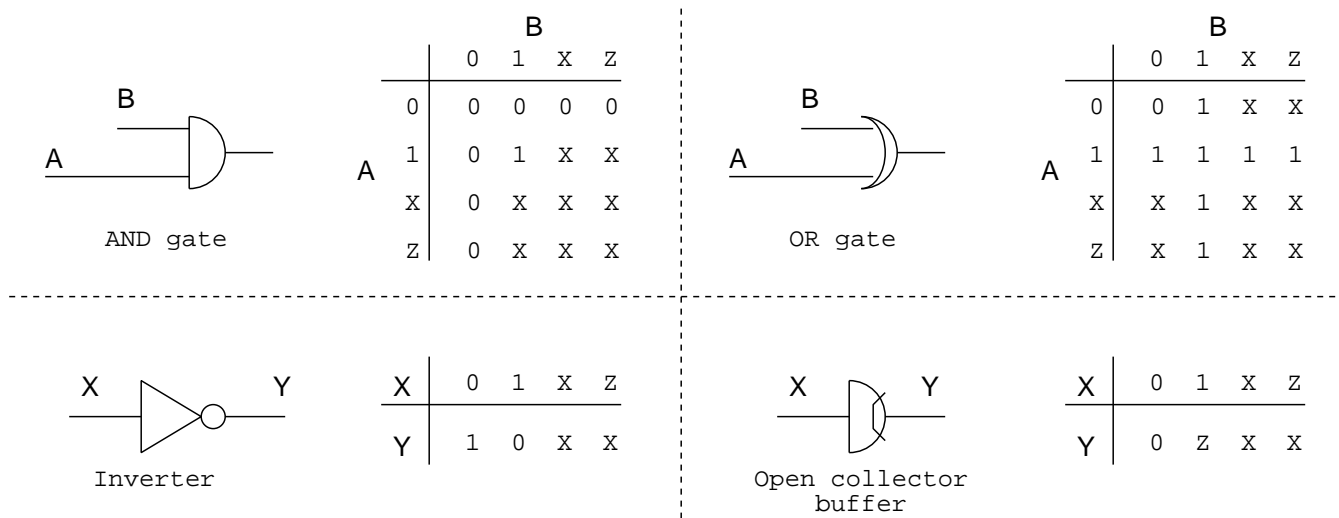 B
0 1 X Z
B
0 0 0 0 0
A
1 0 1 X X
A
X 0 X X X
AND gate
Z 0 X X X
B
0 1 X Z
B
0 0 1 X X
A
1 1 1 1 1
A
X X 1 X X
OR gate
Z X 1 X X
X Y
X 0 1 X Z
Y 1 0 X X
Inverter
X Y
X 0 1 X Z
Y 0 Z X X
Open collector
buffer